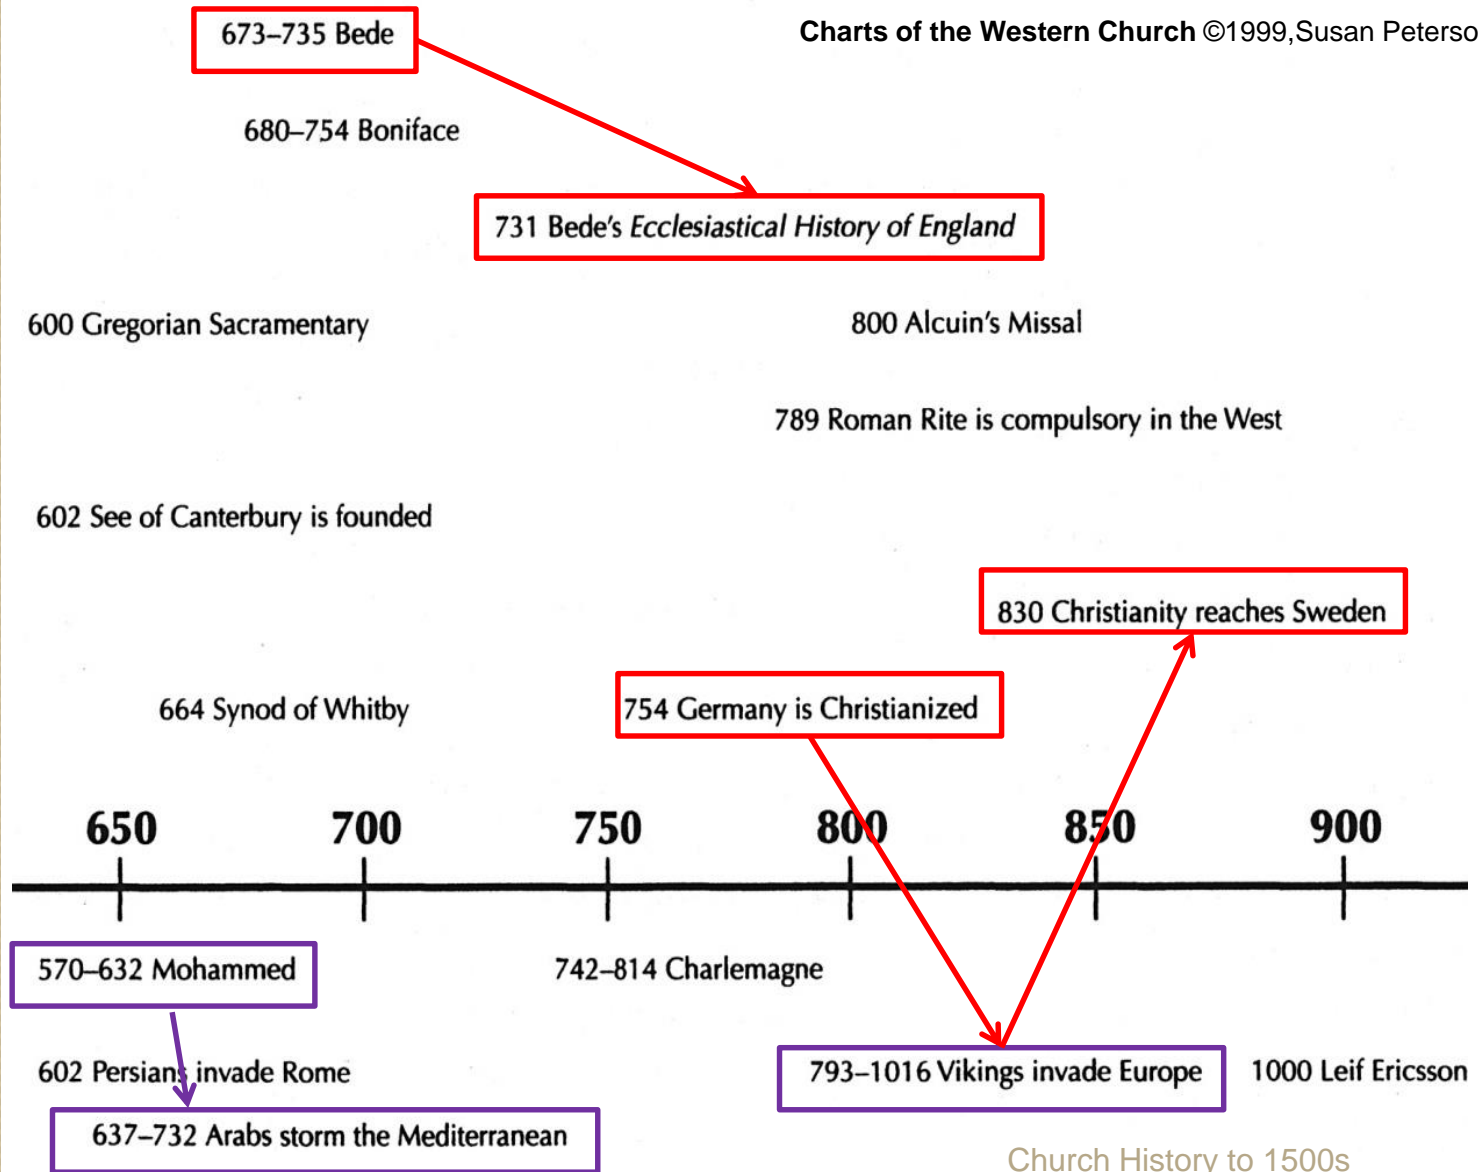 673–735 Bede
Charts of the Western Church ©1999,Susan Peterso
680–754 Boniface
731 Bede's Ecclesiastical History of England
600 Gregorian Sacramentary
800 Alcuin's Missal
789 Roman Rite is compulsory in the West
602 See of Canterbury is founded
830 Christianity reaches Sweden
664 Synod of Whitby
754 Germany is Christianized
650 700 750 800 850 900
570–632 Mohammed
742–814 Charlemagne
602 Persians invade Rome
793–1016 Vikings invade Europe
1000 Leif Ericsson
637–732 Arabs storm the Mediterranean
Church History to 1500s